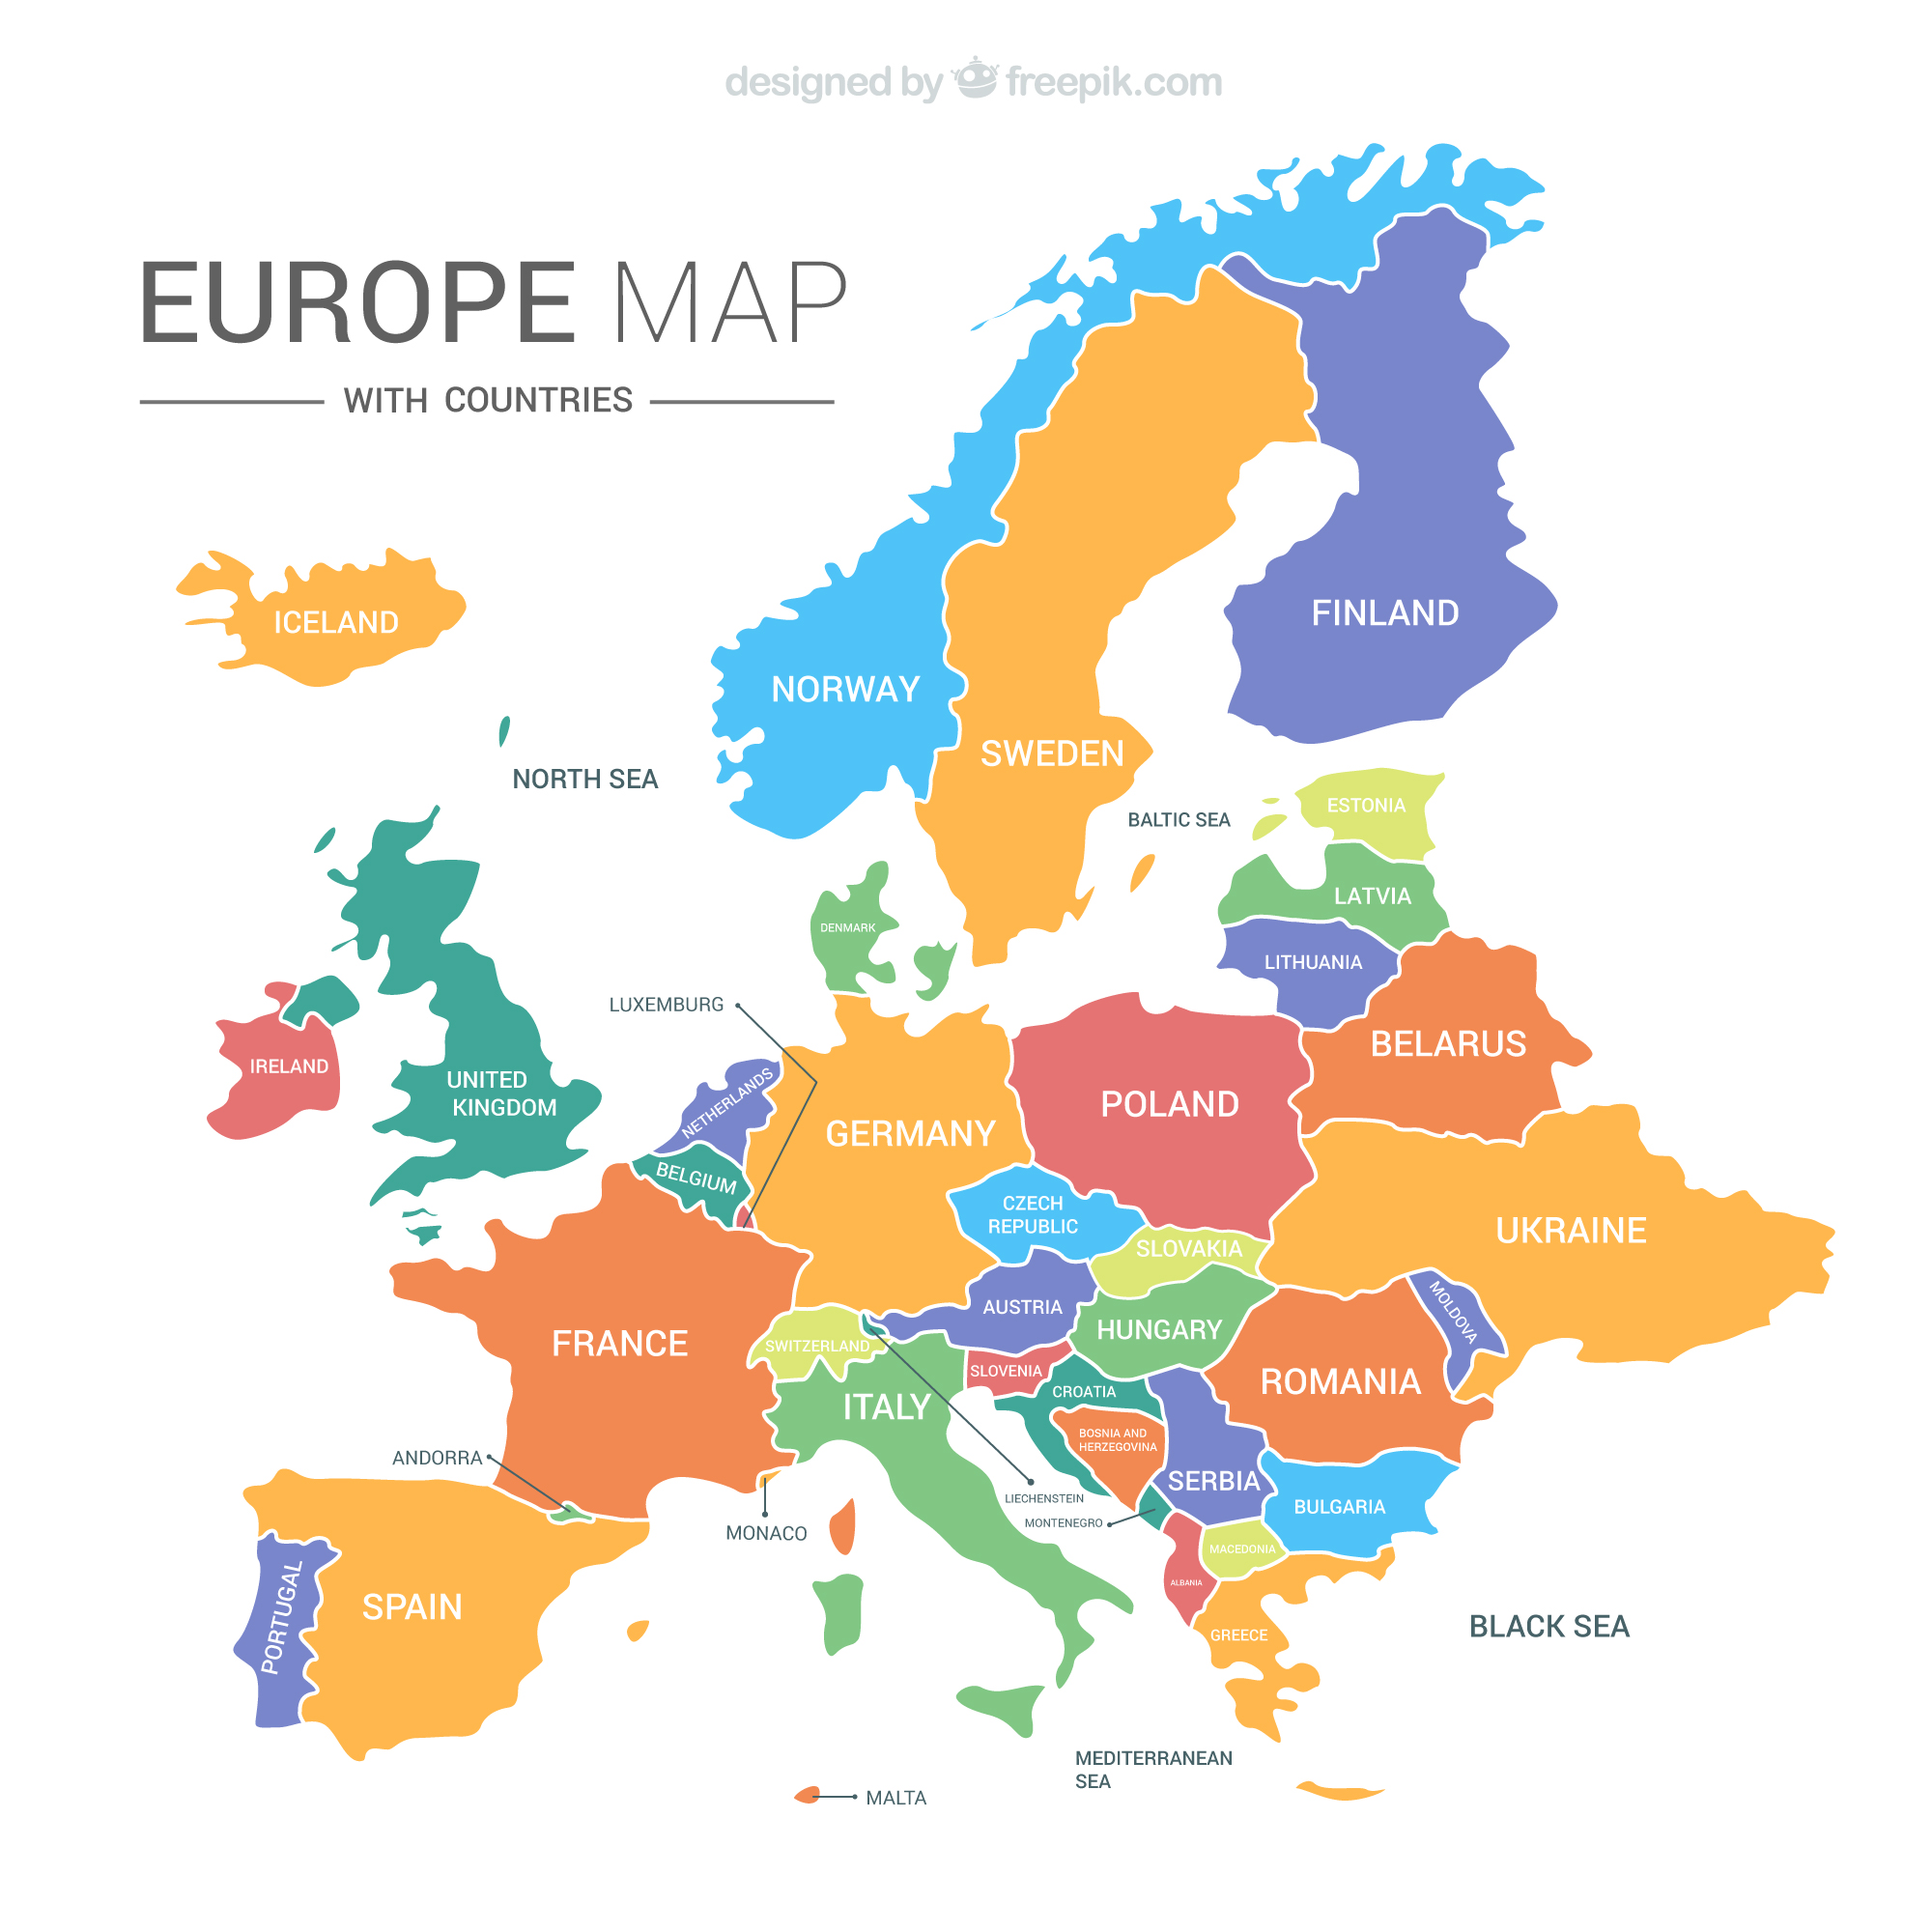 designed by freepik.com
EUROPE MAP
WITH COUNTRIES
ICELAND
FINLAND
NORWAY
SWEDEN
NORTH SEA
ESTONIA
BALTIC SEA
LATVIA
DENMARK
LITHUANIA
LUXEMBURG
BELARUS
IRELAND
UNITED
KINGDOM
NETHERLANDS
POLAND
GERMANY
BELGIUM
CZECH
REPUBLIC
UKRAINE
SLOVAKIA
AUSTRIA
MOLDOVA
HUNGARY
FRANCE
SWITZERLAND
SLOVENIA
ROMANIA
CROATIA
ITALY
BOSNIA AND
HERZEGOVINA
ANDORRA
SERBIA
LIECHENSTEIN
BULGARIA
MONTENEGRO
MONACO
MACEDONIA
ALBANIA
SPAIN
PORTUGAL
BLACK SEA
GREECE
MEDITERRANEAN
SEA
MALTA